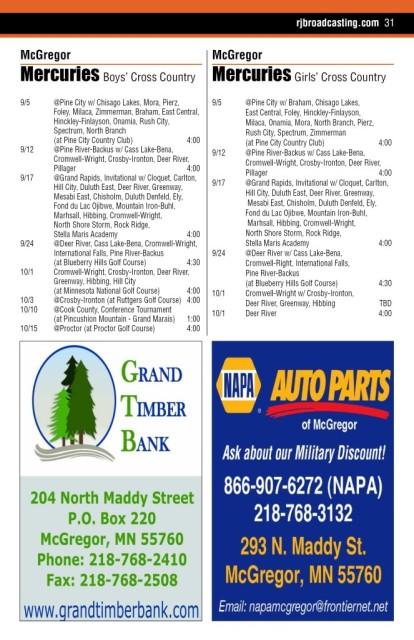 rjbroadcasting.com 31
McGregor
Mercuries Boys' Cross Country
9/5 @Pine City w/ Chisago Lakes, Mora, Pierz,
Foley, Milaca, Zimmerman, Braham, East Central,
Hinckley-Finlayson, Onamia, Rush City,
Spectrum, North Branch
(at Pine City Country Club) 4:00
9/12 @Pine River-Backus w/ Cass Lake-Bena,
Cromwell-Wright, Crosby-Ironton, Deer River,
Pillager 4:00
9/17 @Grand Rapids, Invitational w/ Cloquet, Carlton,
Hill City, Duluth East, Deer River, Greenway,
Mesabi East, Chisholm, Duluth Denfeld, Ely,
Fond du Lac Ojibwe, Mountain Iron-Buhl,
Marhsall, Hibbing, Cromwell-Wright,
North Shore Storm, Rock Ridge,
Stella Maris Academy 4:00
9/24 @Deer River, Cass Lake-Bena, Cromwell-Wright,
International Falls, Pine River-Backus
(at Blueberry Hills Golf Course) 4:30
10/1 Cromwell-Wright, Crosby-Ironton, Deer River,
Greenway, Hibbing, Hill City
(at Minnesota National Golf Course) 4:00
10/3 @Crosby-Ironton (at Ruttgers Golf Course) 4:00
10/10 @Cook County, Conference Tournament
(at Pincushion Mountain - Grand Marais) 1:00
10/15 @Proctor (at Proctor Golf Course) 4:00
McGregor
Mercuries Girls' Cross Country
9/5 @Pine City w/ Braham, Chisago Lakes,
East Central, Foley, Hinckley-Finlayson,
Milaca, Onamia, Mora, North Branch, Pierz,
Rush City, Spectrum, Zimmerman
(at Pine City Country Club) 4:00
9/12 @Pine River-Backus w/ Cass Lake-Bena,
Cromwell-Wright, Crosby-Ironton, Deer River,
Pillager 4:00
9/17 @Grand Rapids, Invitational w/ Cloquet, Carlton,
Hill City, Duluth East, Deer River, Greenway,
Mesabi East, Chisholm, Duluth Denfeld, Ely,
Fond du Lac Ojibwe, Mountain Iron-Buhl,
Marhsall, Hibbing, Cromwell-Wright,
North Shore Storm, Rock Ridge,
Stella Maris Academy 4:00
9/24 @Deer River w/ Cass Lake-Bena,
Cromwell-Right, International Falls,
Pine River-Backus
(at Blueberry Hills Golf Course) 4:30
10/1 Cromwell-Wright w/ Crosby-Ironton,
Deer River, Greenway, Hibbing TBD
10/1 Deer River 4:00
GRAND
TIMBER
BANK
204 North Maddy Street
P.O. Box 220
McGregor, MN 55760
Phone: 218-768-2410
Fax: 218-768-2508
www.grandtimberbank.com
NAPA AUTO PARTS
of McGregor
Ask about our Military Discount!
866-907-6272 (NAPA)
218-768-3132
293 N. Maddy St.
McGregor, MN 55760
Email: napamcgregor@frontiernet.net